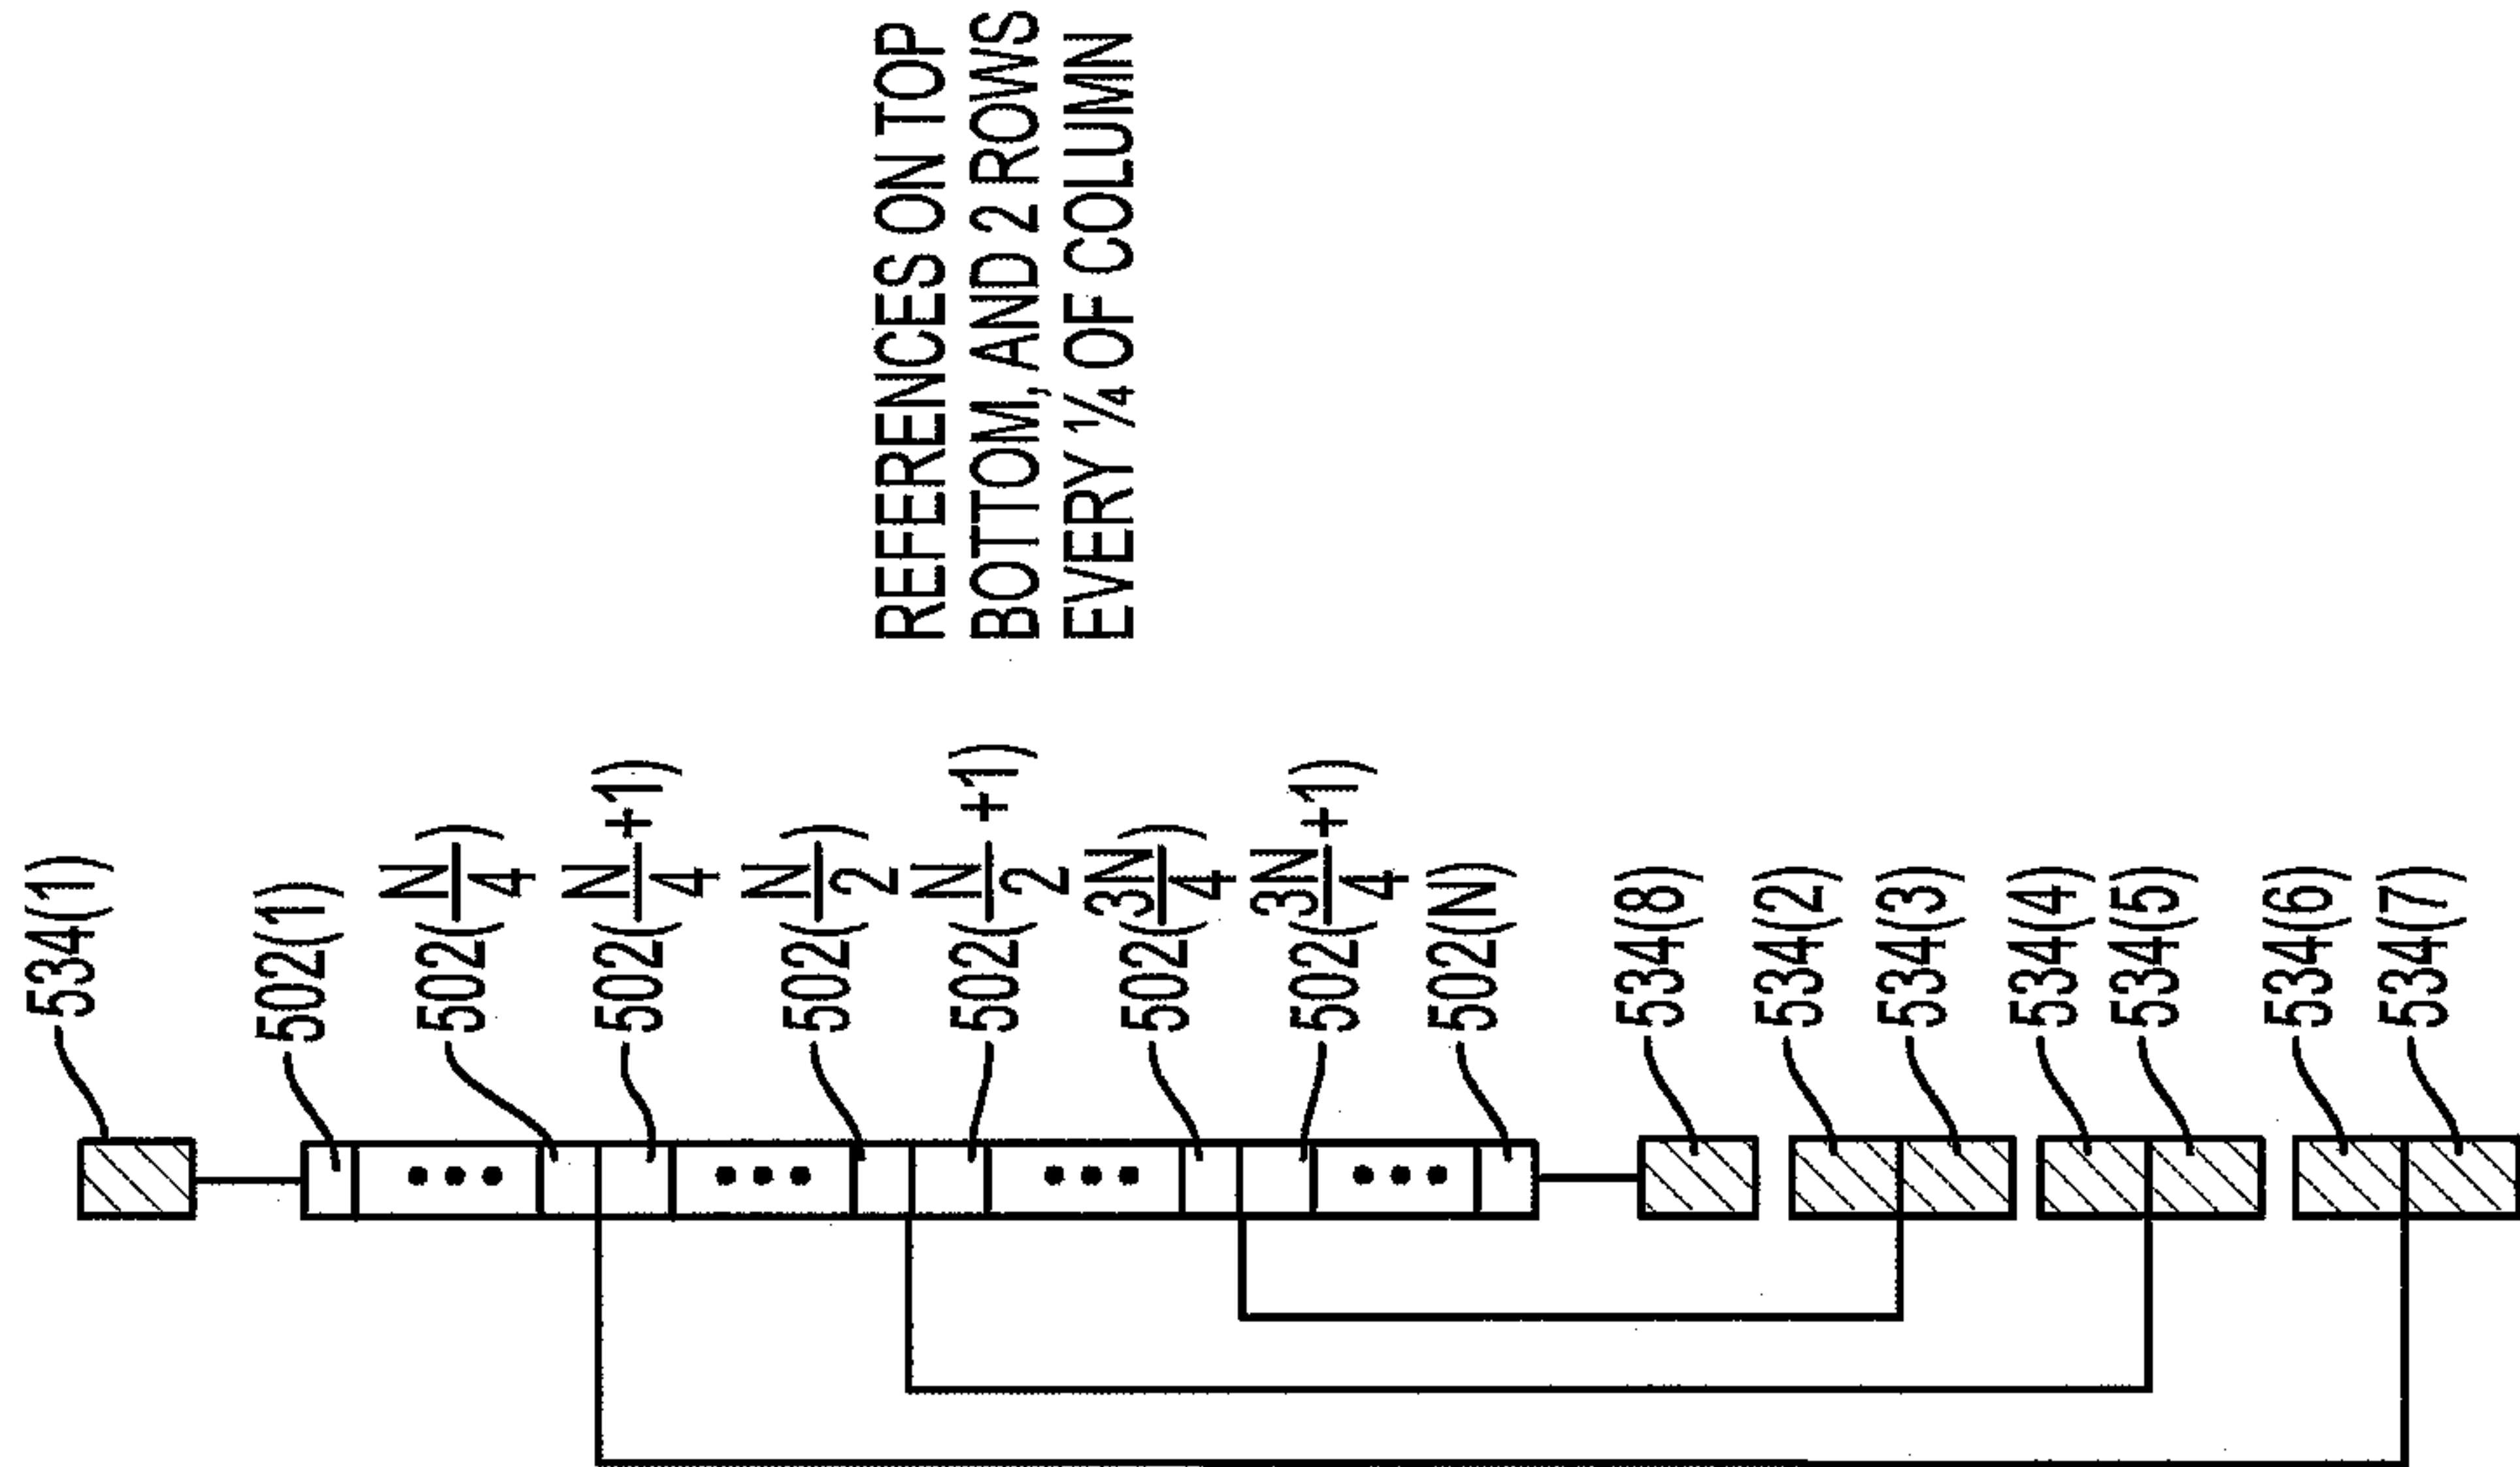 534(1)
502(1)
502(N/4)
502(N/4 +1)
502(N/2)
502(N/2 +1)
502(3N/4)
502(3N/4 +1)
502(N)
534(8)
534(2)
534(3)
534(4)
534(5)
534(6)
534(7)
REFERENCES ON TOP
BOTTOM, AND 2 ROWS
EVERY 1/4 OF COLUMN